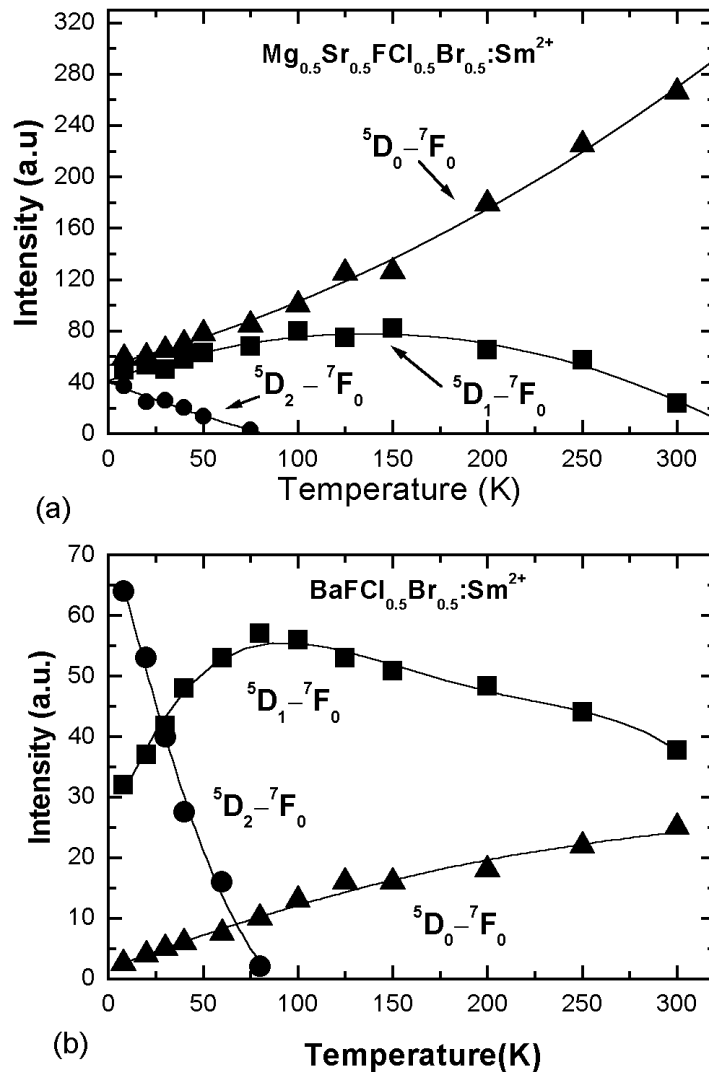 Mg₀.₅Sr₀.₅FCl₀.₅Br₀.₅:Sm²⁺
⁵D₀–⁷F₀
⁵D₂–⁷F₀
⁵D₁–⁷F₀
Intensity (a.u)
320
280
240
200
160
120
80
40
0
0 50 100 150 200 250 300
Temperature (K)
(a)
BaFCl₀.₅Br₀.₅:Sm²⁺
⁵D₁–⁷F₀
⁵D₂–⁷F₀
⁵D₀–⁷F₀
Intensity (a.u.)
70
60
50
40
30
20
10
0
0 50 100 150 200 250 300
Temperature(K)
(b)